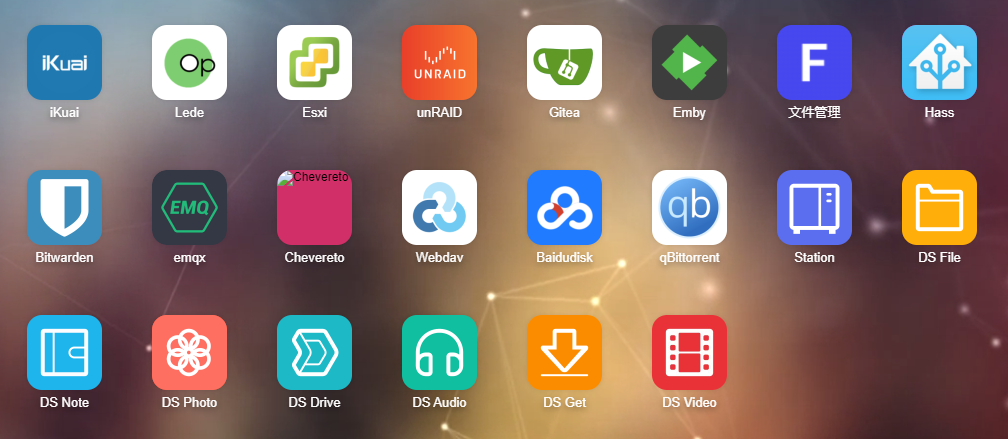 iKuai
Op
UNRAID
F
iKuai
Lede
Esxi
unRAID
Gitea
Emby
文件管理
Hass
EMQ
Chevereto
qb
Bitwarden
emqx
Chevereto
Webdav
Baidudisk
qBittorrent
Station
DS File
DS Note
DS Photo
DS Drive
DS Audio
DS Get
DS Video